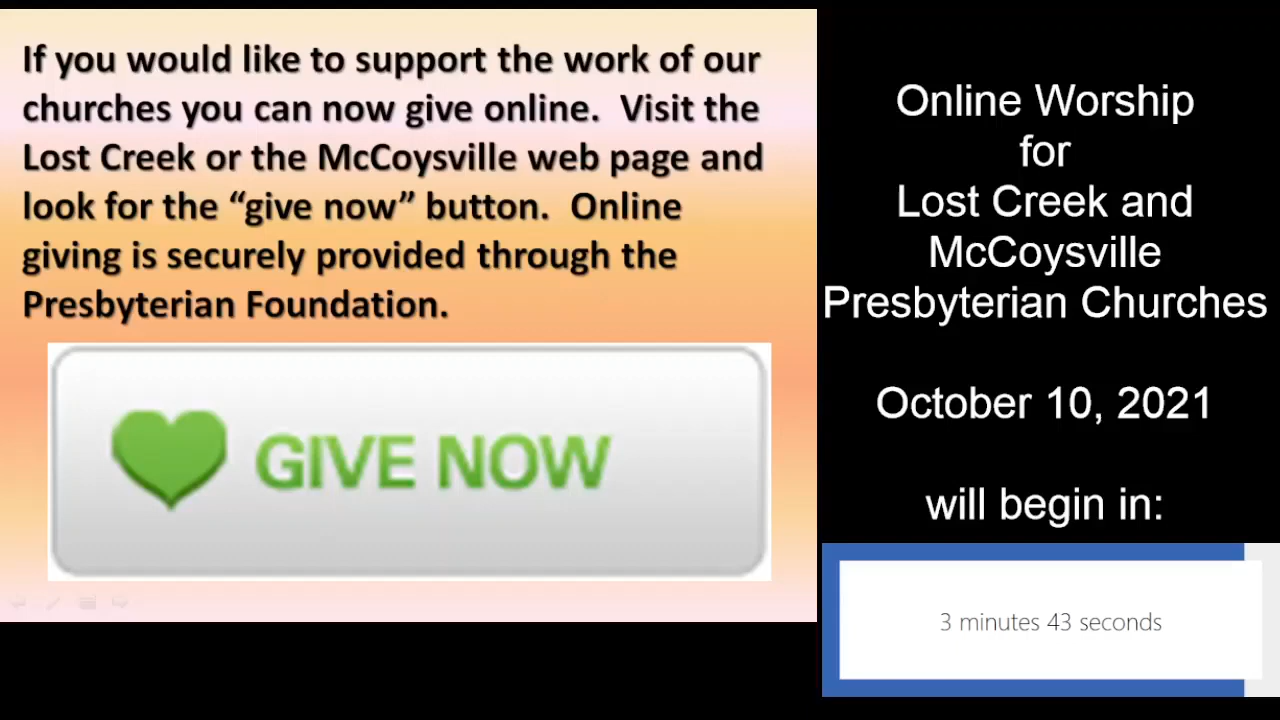 If you would like to support the work of our
churches you can now give online.  Visit the
Lost Creek or the McCoysville web page and
look for the “give now” button.  Online
giving is securely provided through the
Presbyterian Foundation.
GIVE NOW
Online Worship
for
Lost Creek and
McCoysville
Presbyterian Churches
October 10, 2021
will begin in:
3 minutes 43 seconds